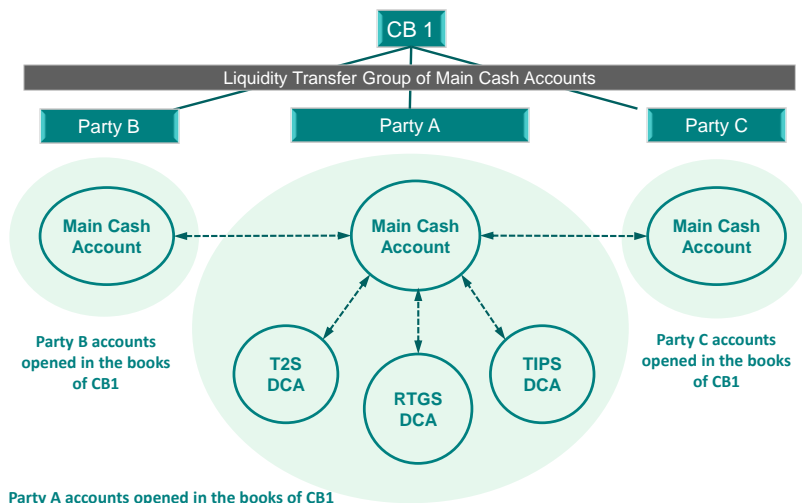 CB 1
Liquidity Transfer Group of Main Cash Accounts
Party B
Party A
Party C
Main Cash
Account
Main Cash
Account
Main Cash
Account
Party B accounts
opened in the books
of CB1
T2S
DCA
RTGS
DCA
TIPS
DCA
Party C accounts
opened in the books
of CB1
Party A accounts opened in the books of CB1